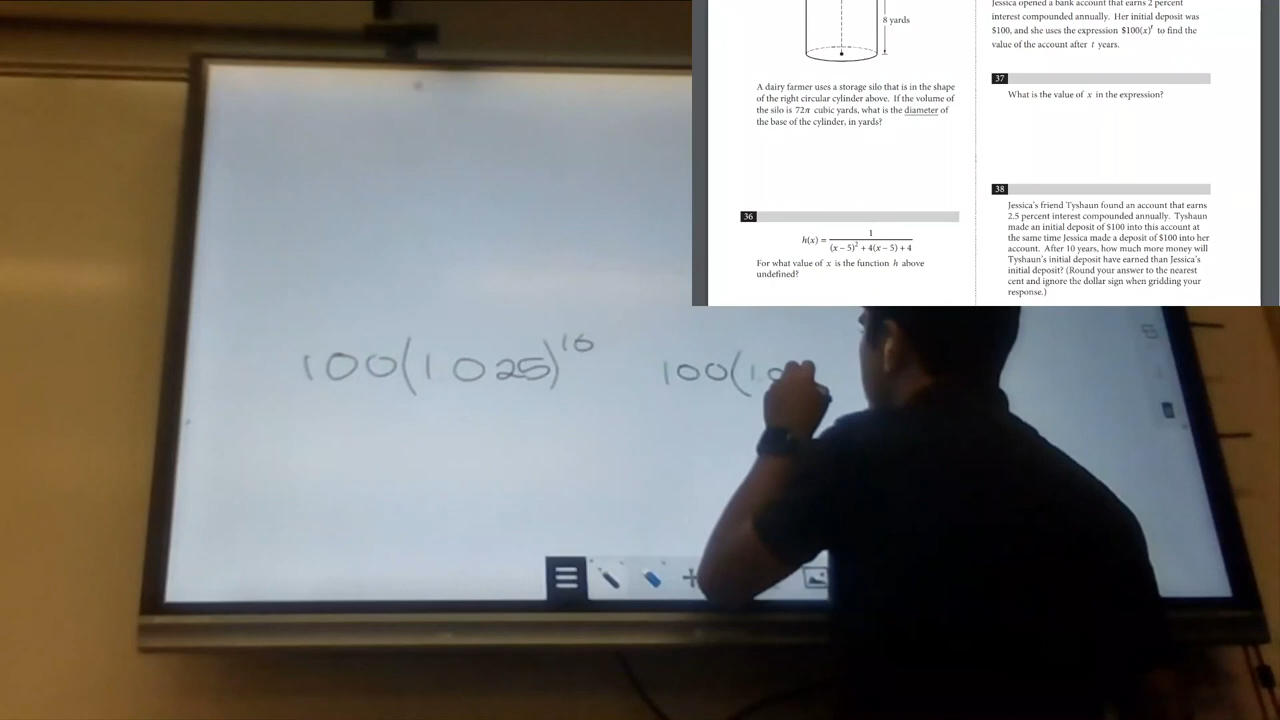 8 yards
A dairy farmer uses a storage silo that is in the shape
of the right circular cylinder above. If the volume of
the silo is 72π cubic yards, what is the diameter of
the base of the cylinder, in yards?
36
h(x) = 1 / (x − 5)² + 4(x − 5) + 4
For what value of x is the function h above
undefined?
Jessica opened a bank account that earns 2 percent
interest compounded annually. Her initial deposit was
$100, and she uses the expression $100(x)ᵗ to find the
value of the account after t years.
37
What is the value of x in the expression?
38
Jessica's friend Tyshaun found an account that earns
2.5 percent interest compounded annually. Tyshaun
made an initial deposit of $100 into this account at
the same time Jessica made a deposit of $100 into her
account. After 10 years, how much more money will
Tyshaun's initial deposit have earned than Jessica's
initial deposit? (Round your answer to the nearest
cent and ignore the dollar sign when gridding your
response.)
100(1 025)¹⁰ 100(1 0